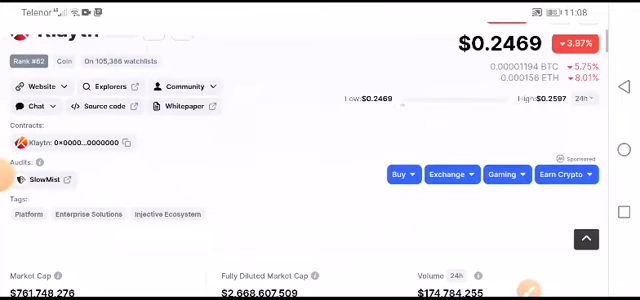 Telenor
11:08
Klaytn
$0.2469
3.97%
Rank #62 Coin On 105,386 watchlists
0.00001194 BTC 5.75%
0.000156 ETH 8.01%
Website Explorers Community
Low:$0.2469 High:$0.2597 24h
Chat Source code Whitepaper
Contracts:
Klaytn: 0x0000...0000000
Audits:
Sponsored
SlowMist
Buy Exchange Gaming Earn Crypto
Tags:
Platform Enterprise Solutions Injective Ecosystem
Market Cap Fully Diluted Market Cap Volume 24h
$761,748,276 $2,668,607,509 $174,784,255